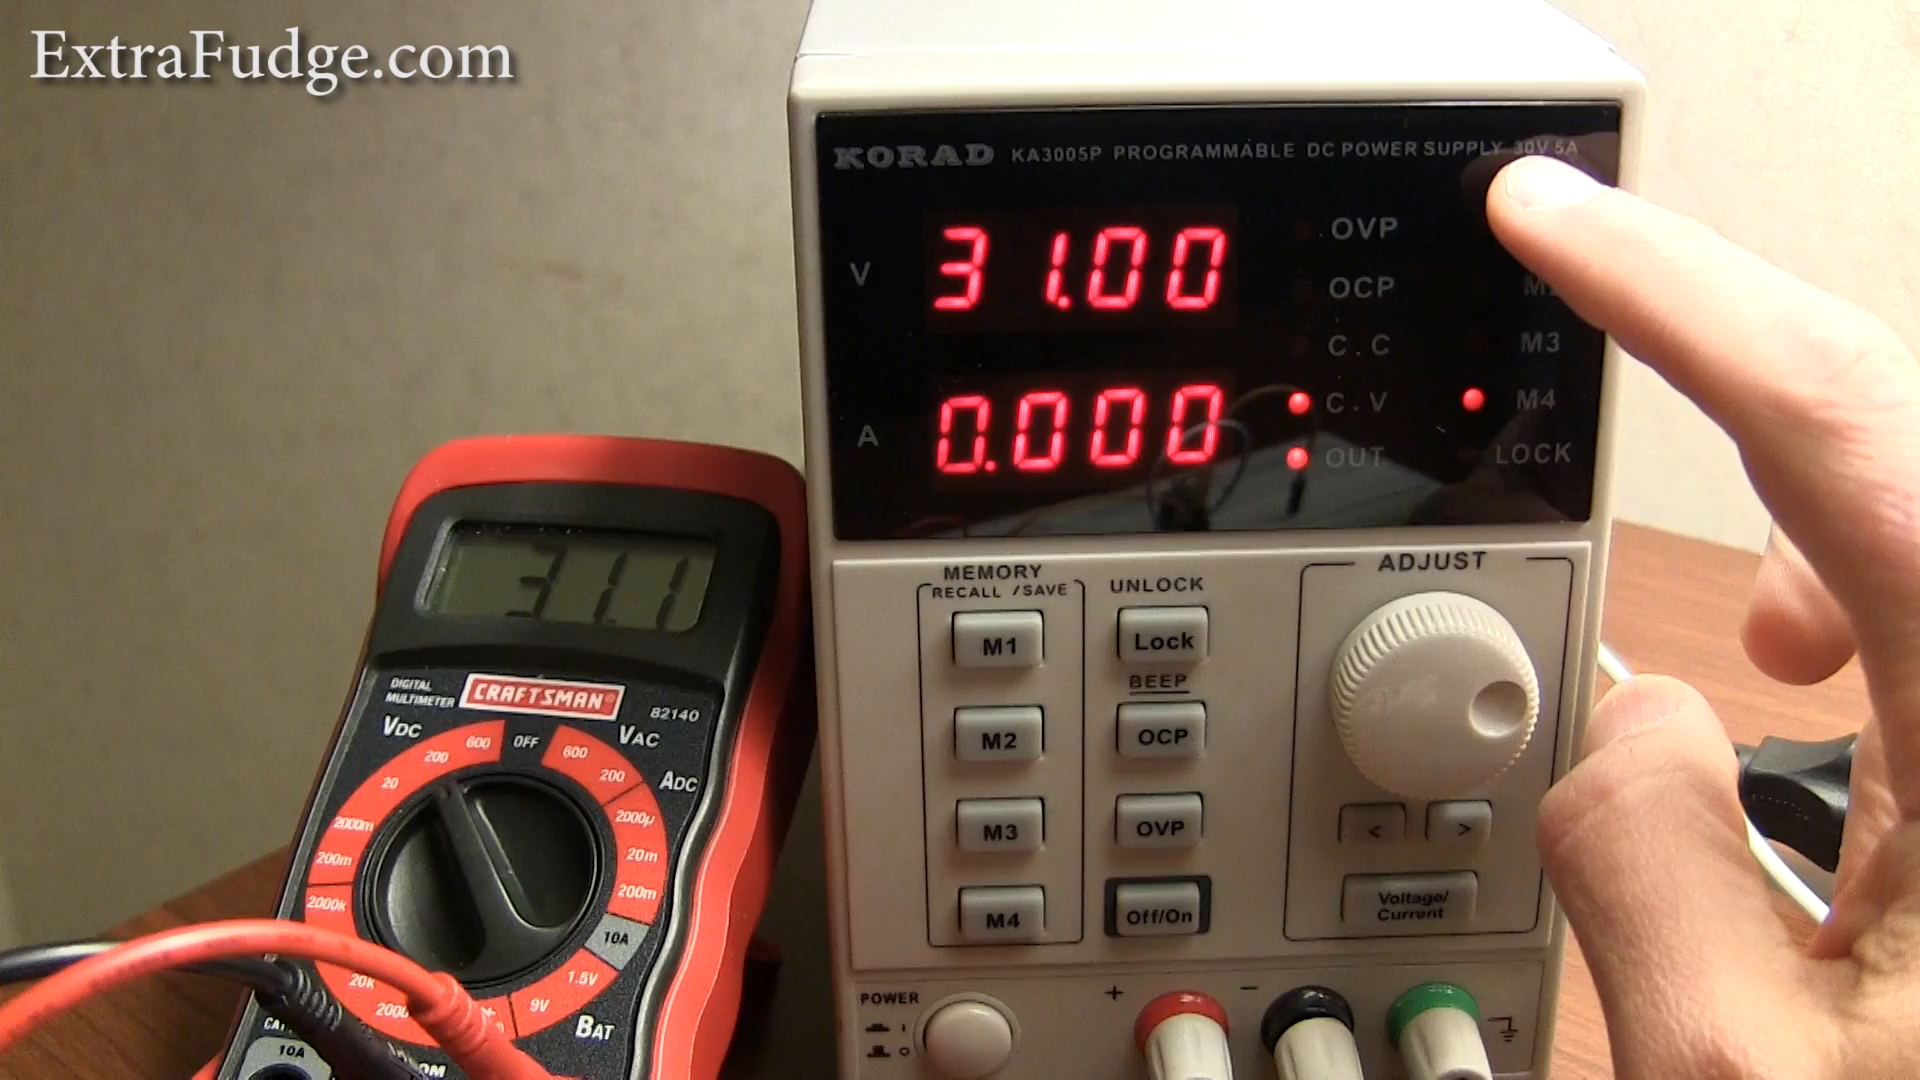 ExtraFudge.com
KORAD KA3005P PROGRAMMABLE DC POWER SUPPLY 30V 5A
V 31.00
A 0.000
OVP
OCP
C.C M3
C.V M4
OUT LOCK
MEMORY
RECALL / SAVE
M1
M2
M3
M4
UNLOCK
Lock
BEEP
OCP
OVP
Off/On
ADJUST
< >
Voltage/
Current
POWER
I
O
+ -
31.1
DIGITAL
MULTIMETER
CRAFTSMAN
82140
VDC
OFF
VAC
ADC
600
200
20
2000m
200m
2000k
20k
600
200
2000µ
20m
200m
10A
1.5V
9V
BAT
10A